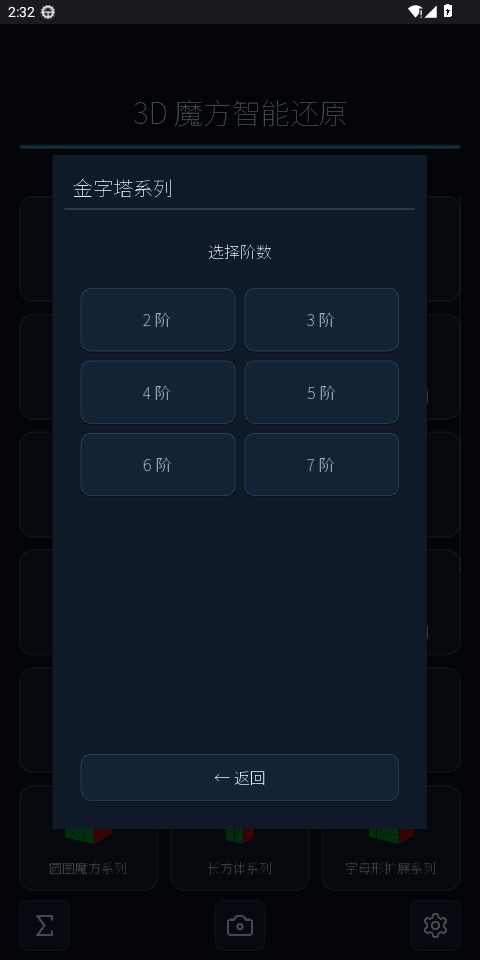 2:32
3D 魔方智能还原
金字塔系列
选择阶数
2 阶
3 阶
4 阶
5 阶
6 阶
7 阶
← 返回
圆圈魔方系列
长方体系列
字母形扩展系列